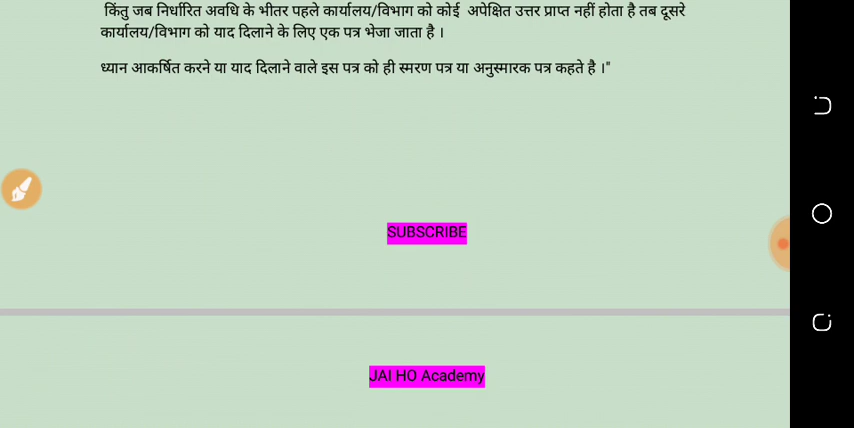 किंतु जब निर्धारित अवधि के भीतर पहले कार्यालय/विभाग को कोई अपेक्षित उत्तर प्राप्त नहीं होता है तब दूसरे
कार्यालय/विभाग को याद दिलाने के लिए एक पत्र भेजा जाता है ।
ध्यान आकर्षित करने या याद दिलाने वाले इस पत्र को ही स्मरण पत्र या अनुस्मारक पत्र कहते है ।"
SUBSCRIBE
JAI HO Academy